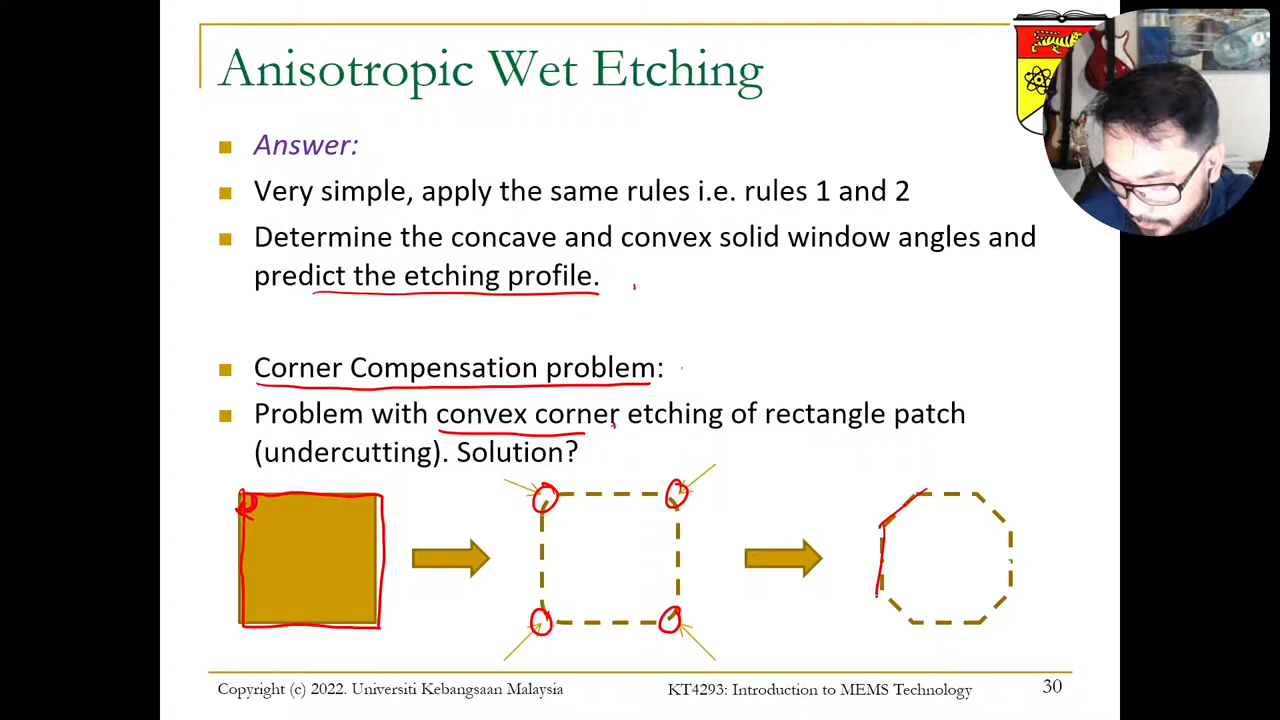 Anisotropic Wet Etching
Answer:
Very simple, apply the same rules i.e. rules 1 and 2
Determine the concave and convex solid window angles and
predict the etching profile.
Corner Compensation problem:
Problem with convex corner etching of rectangle patch
(undercutting). Solution?
Copyright (c) 2022. Universiti Kebangsaan Malaysia
KT4293: Introduction to MEMS Technology
30